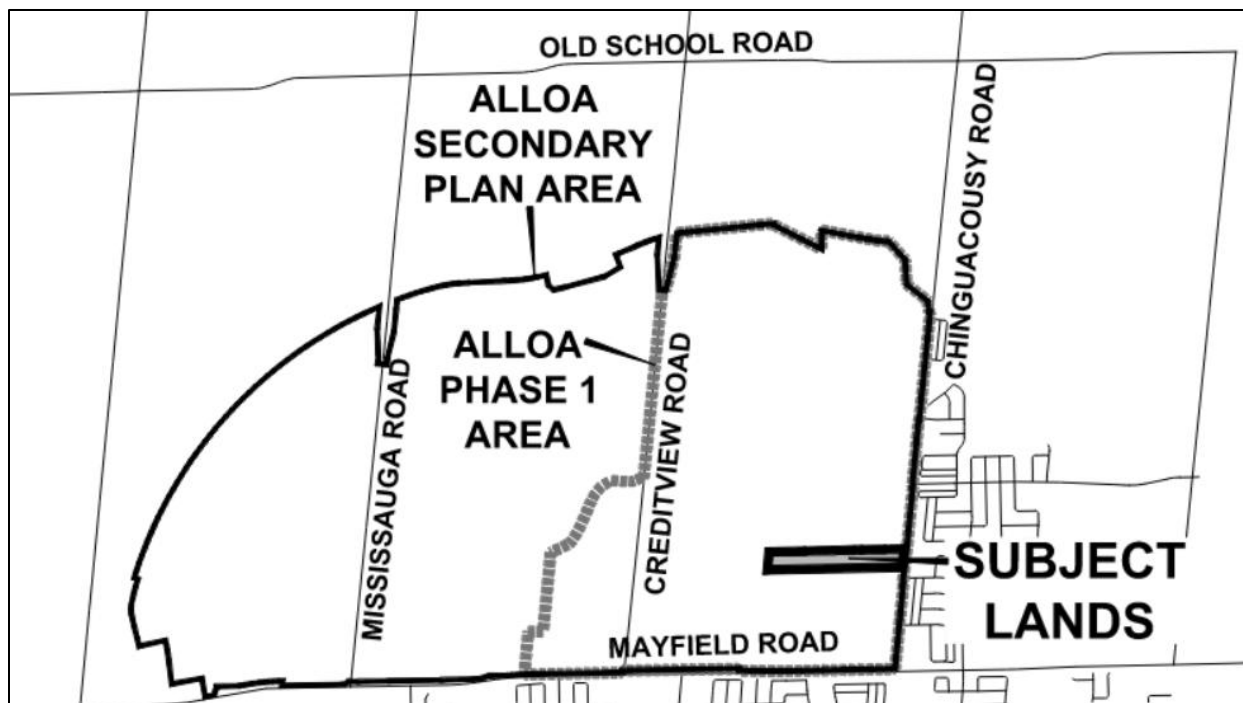 OLD SCHOOL ROAD
ALLOA
SECONDARY
PLAN AREA
CHINGUACOUSY ROAD
ALLOA
PHASE 1
AREA
MISSISSAUGA ROAD
CREDITVIEW ROAD
SUBJECT
LANDS
MAYFIELD ROAD